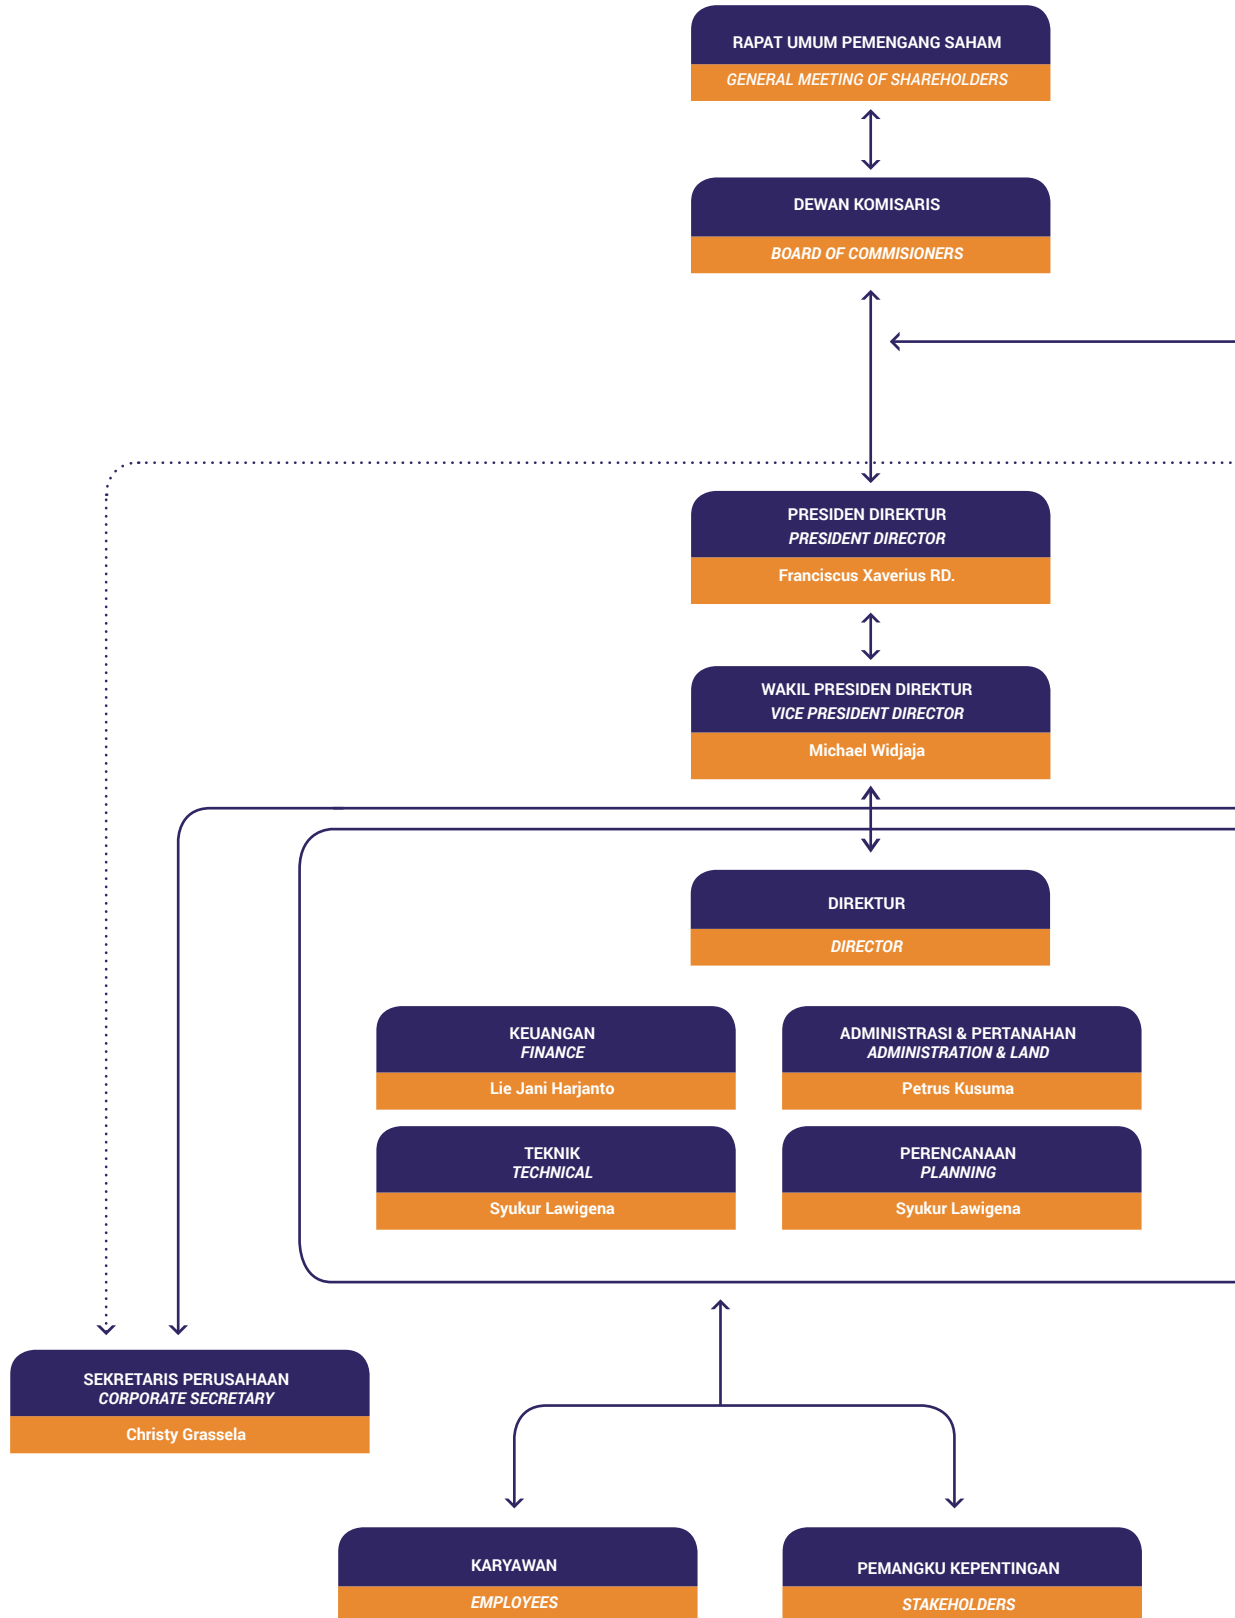 RAPAT UMUM PEMENGANG SAHAM
GENERAL MEETING OF SHAREHOLDERS
DEWAN KOMISARIS
BOARD OF COMMISIONERS
PRESIDEN DIREKTUR
PRESIDENT DIRECTOR
Franciscus Xaverius RD.
WAKIL PRESIDEN DIREKTUR
VICE PRESIDENT DIRECTOR
Michael Widjaja
DIREKTUR
DIRECTOR
KEUANGAN
FINANCE
Lie Jani Harjanto
ADMINISTRASI & PERTANAHAN
ADMINISTRATION & LAND
Petrus Kusuma
TEKNIK
TECHNICAL
Syukur Lawigena
PERENCANAAN
PLANNING
Syukur Lawigena
SEKRETARIS PERUSAHAAN
CORPORATE SECRETARY
Christy Grassela
KARYAWAN
EMPLOYEES
PEMANGKU KEPENTINGAN
STAKEHOLDERS